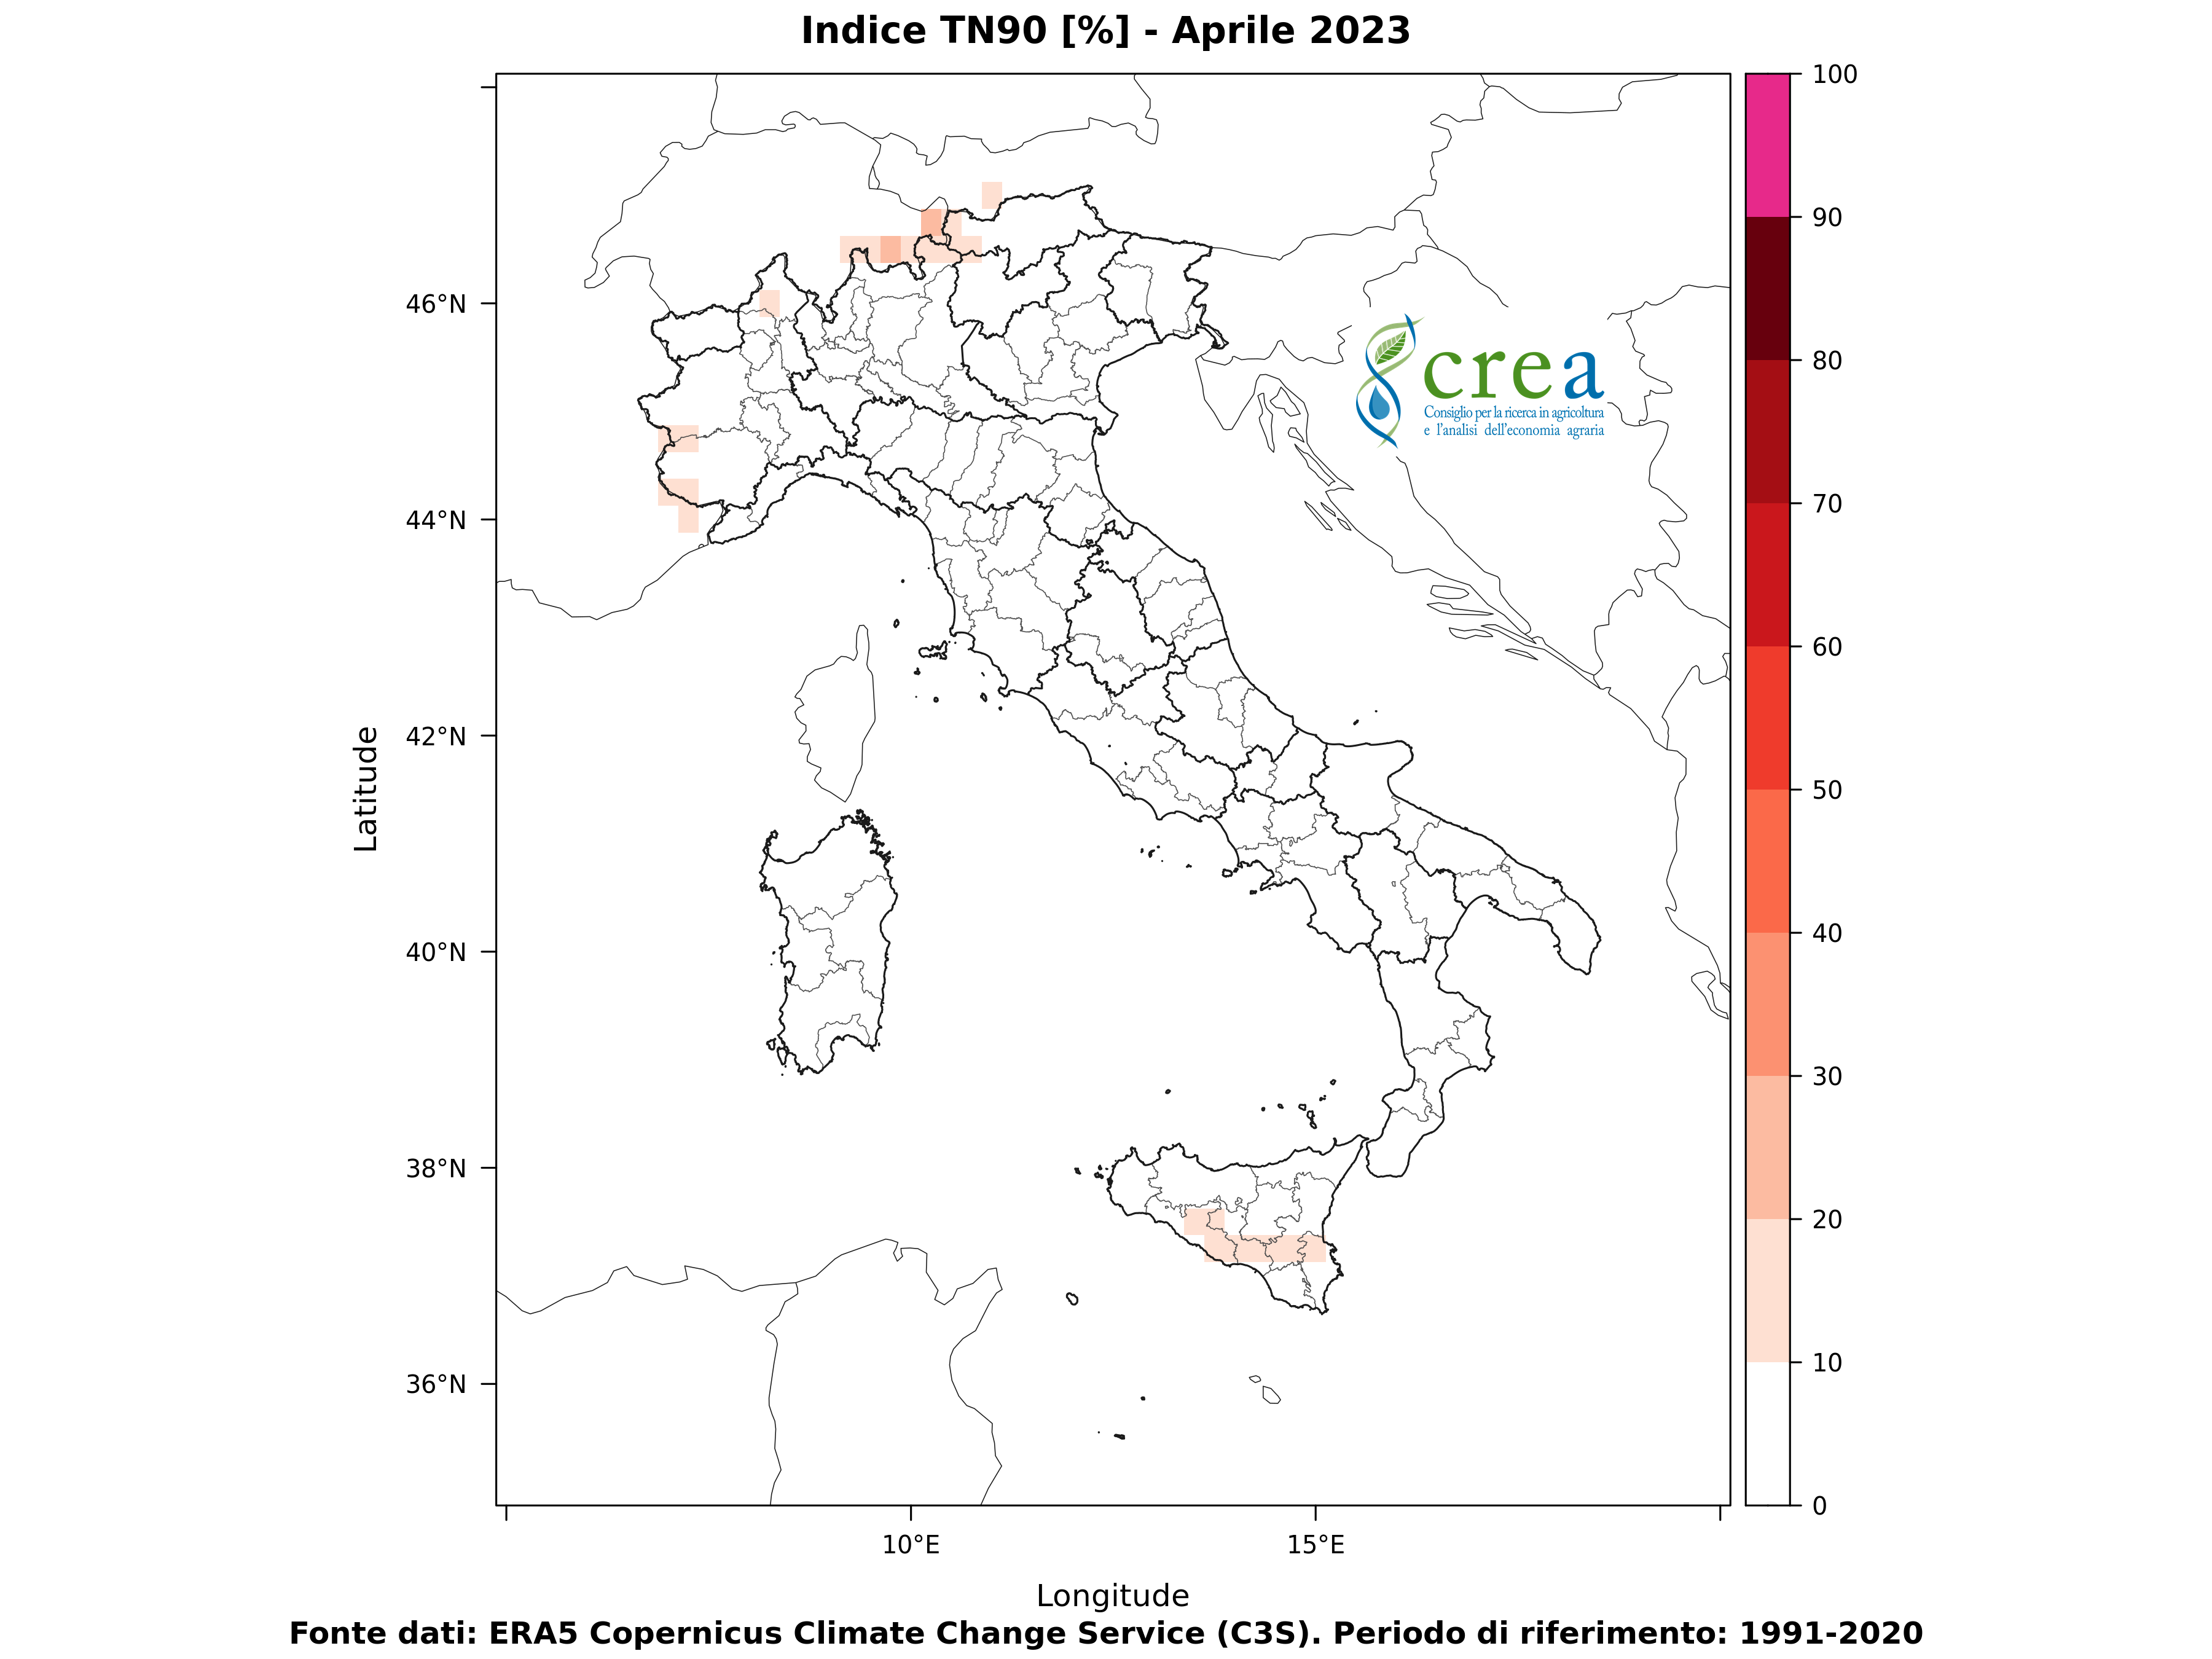 Indice TN90 [%] - Aprile 2023
100
90
80
70
60
50
40
30
20
10
0
46°N
44°N
42°N
40°N
38°N
36°N
Latitude
crea
Consiglio per la ricerca in agricoltura
e l'analisi dell'economia agraria
10°E
15°E
Longitude
Fonte dati: ERA5 Copernicus Climate Change Service (C3S). Periodo di riferimento: 1991-2020